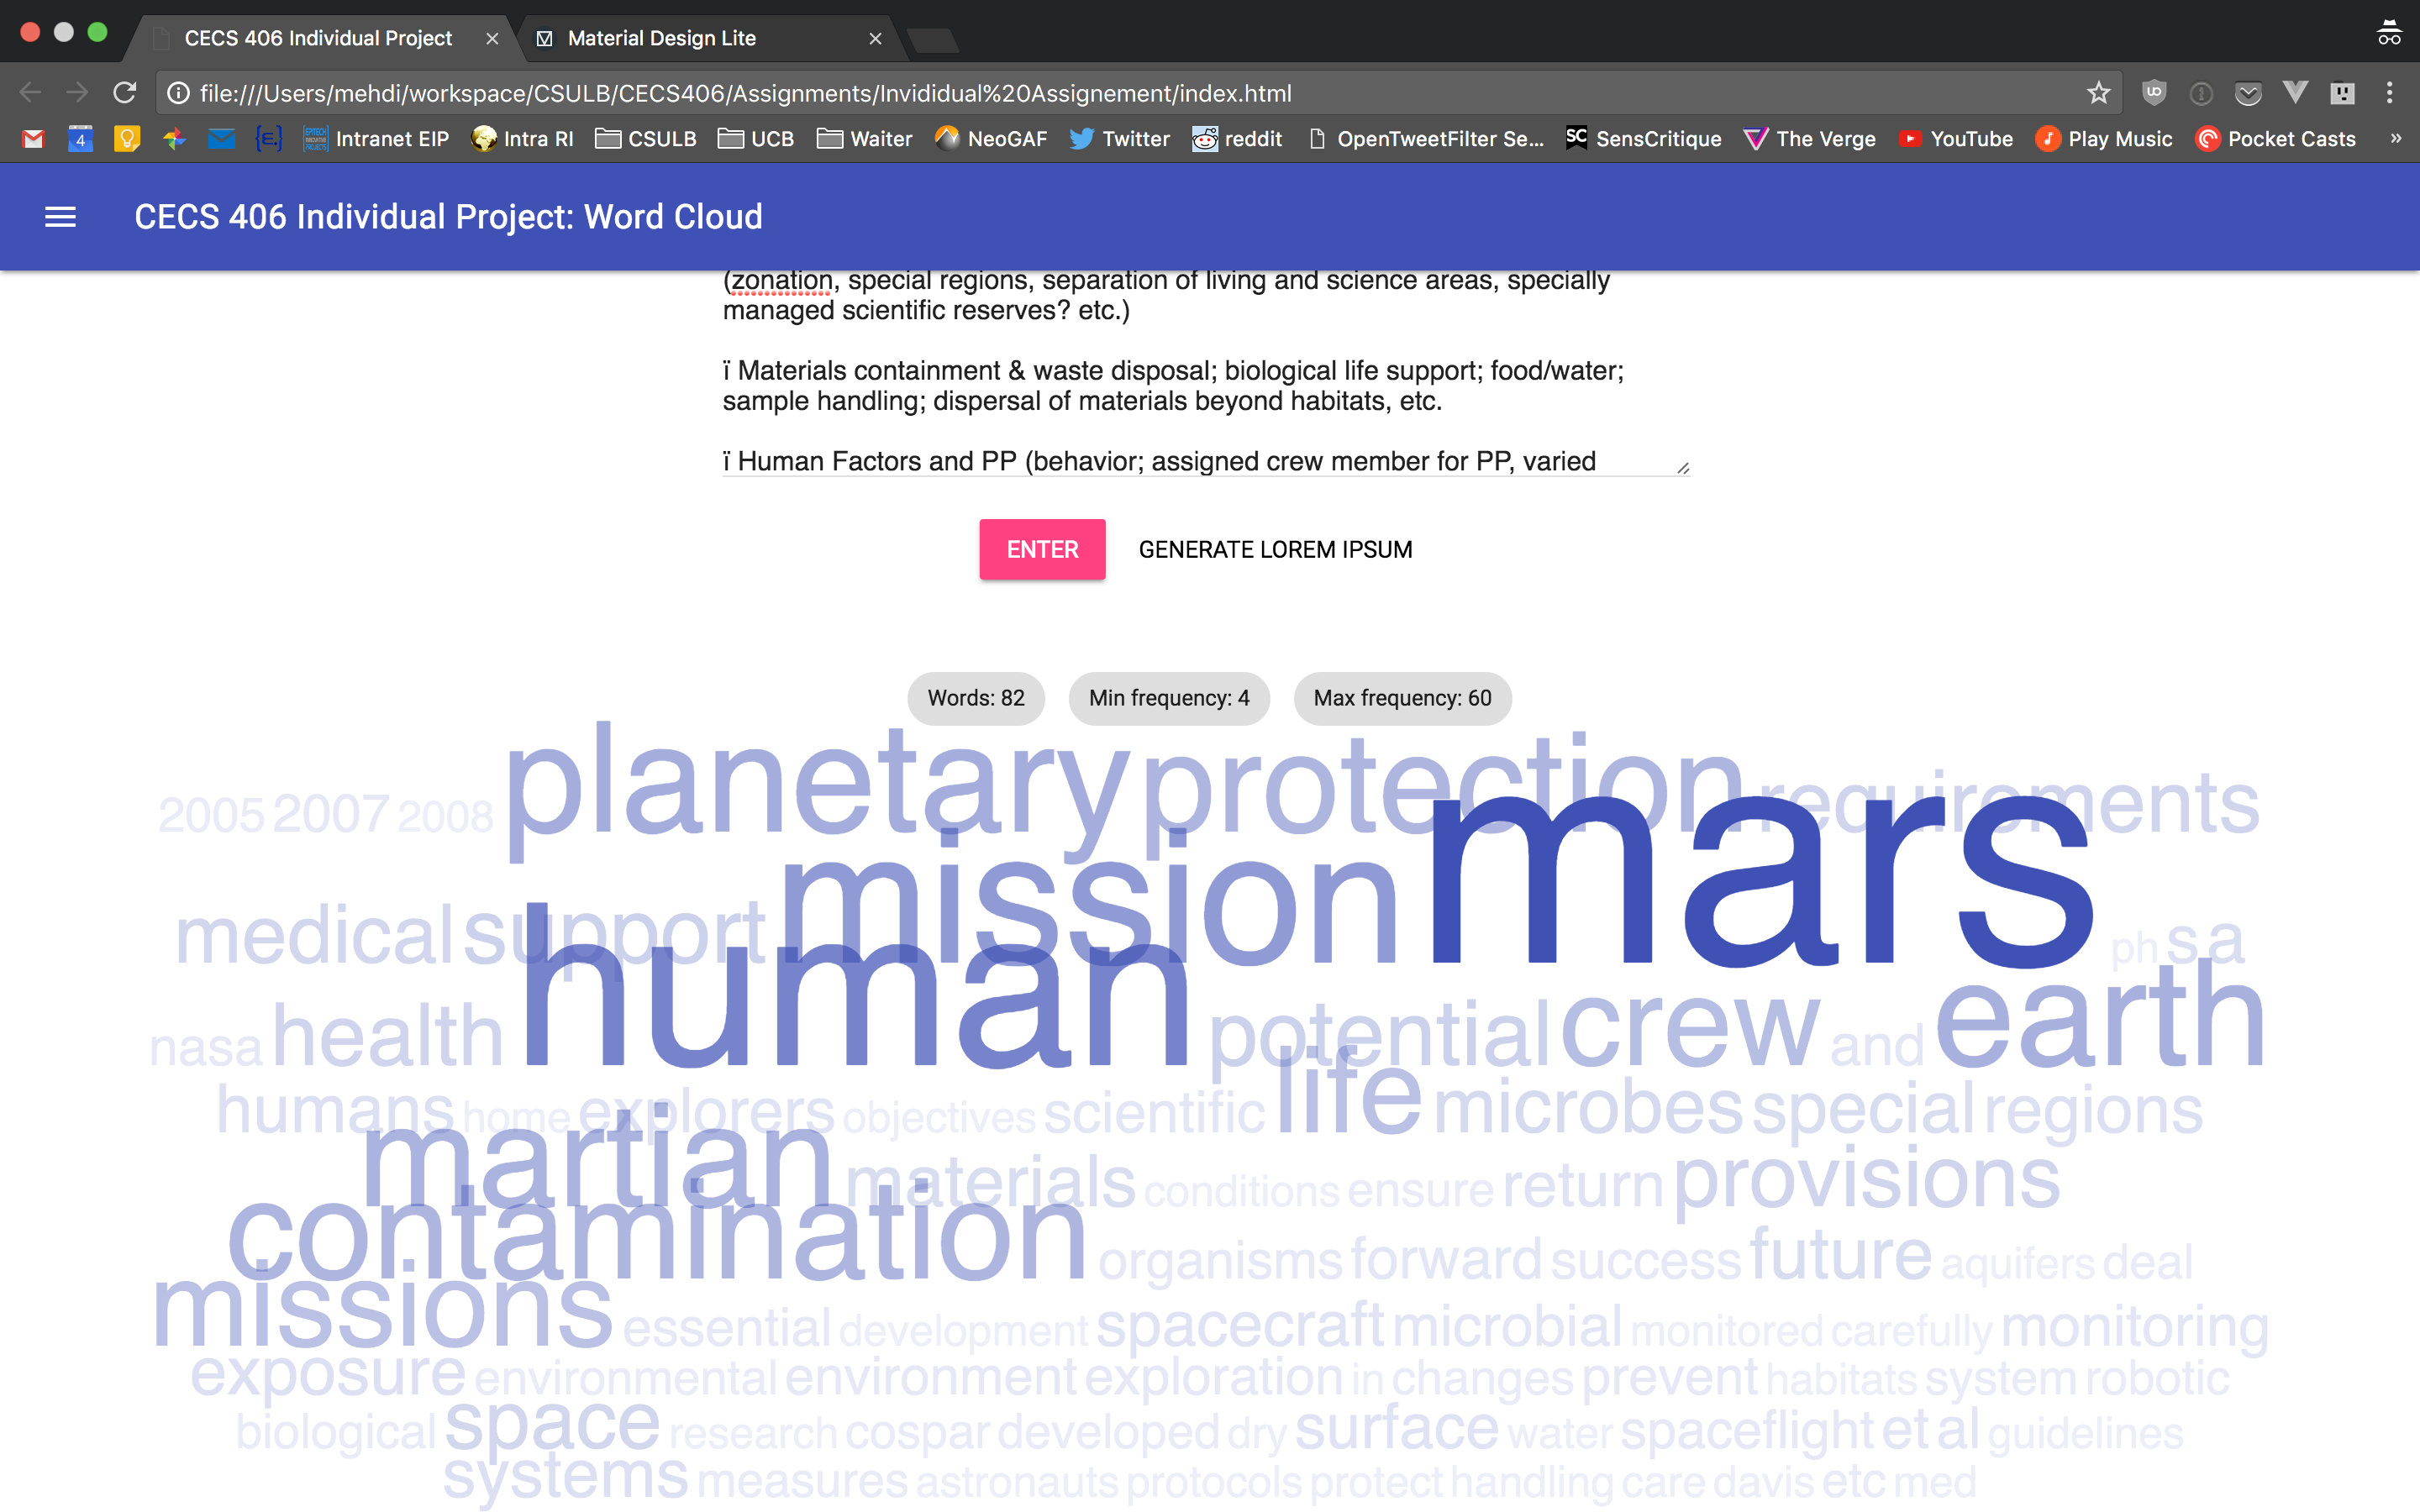 CECS 406 Individual Project
Material Design Lite
file:///Users/mehdi/workspace/CSULB/CECS406/Assignments/Invididual%20Assignement/index.html
4 {E.} Intranet EIP Intra RI CSULB UCB Waiter NeoGAF Twitter reddit OpenTweetFilter Se... SC SensCritique The Verge YouTube Play Music Pocket Casts »
CECS 406 Individual Project: Word Cloud
(zonation, special regions, separation of living and science areas, specially
managed scientific reserves? etc.)
ï Materials containment & waste disposal; biological life support; food/water;
sample handling; dispersal of materials beyond habitats, etc.
ï Human Factors and PP (behavior; assigned crew member for PP, varied
ENTER GENERATE LOREM IPSUM
Words: 82 Min frequency: 4 Max frequency: 60
2005 2007 2008 planetary protection requirements
medical support mission mars ph s a
nasa health human potential crew and earth
humans home explorers objectives scientific life microbes special regions
martian materials conditions ensure return provisions
contamination organisms forward success future aquifers deal
missions essential development spacecraft microbial monitored carefully monitoring
exposure environmental environment exploration in changes prevent habitats system robotic
biological space research cospar developed dry surface water spaceflight et al guidelines
systems measures astronauts protocols protect handling care davis etc med